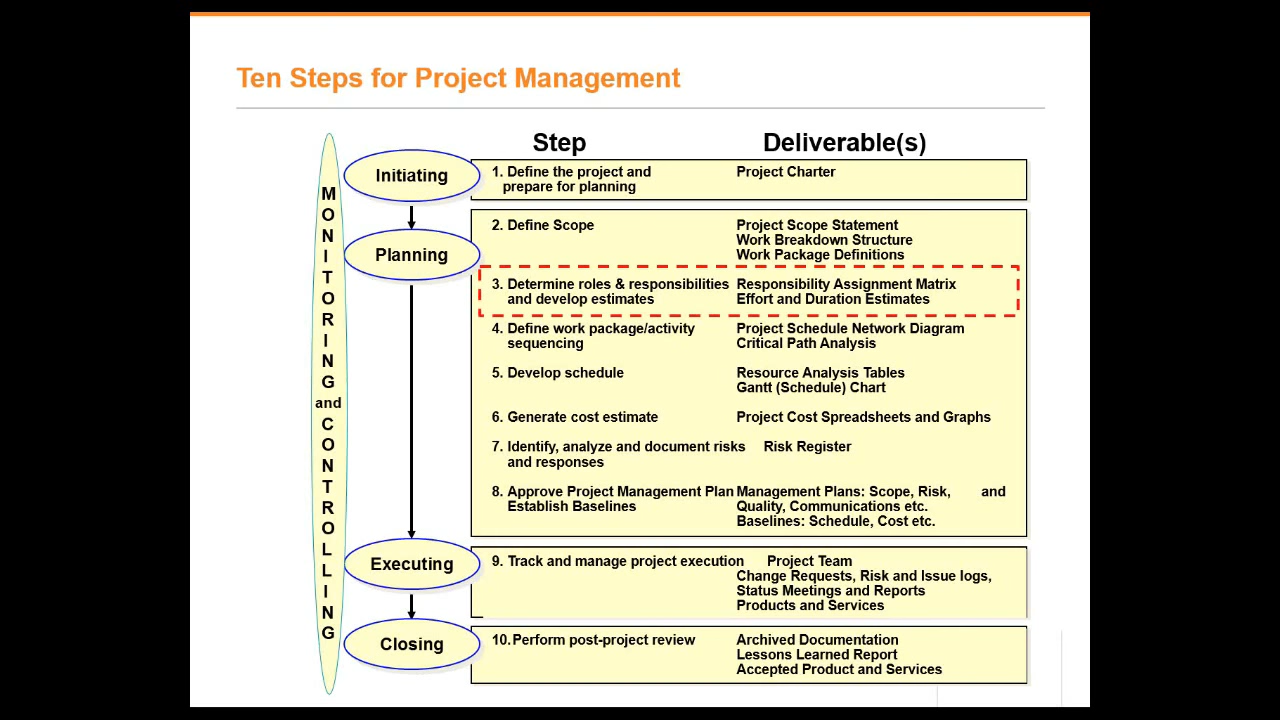 Ten Steps for Project Management
Step Deliverable(s)
MONITORING and CONTROLLING
Initiating
1. Define the project and Project Charter
prepare for planning
Planning
2. Define Scope Project Scope Statement
Work Breakdown Structure
Work Package Definitions
3. Determine roles & responsibilities Responsibility Assignment Matrix
and develop estimates Effort and Duration Estimates
4. Define work package/activity Project Schedule Network Diagram
sequencing Critical Path Analysis
5. Develop schedule Resource Analysis Tables
Gantt (Schedule) Chart
6. Generate cost estimate Project Cost Spreadsheets and Graphs
7. Identify, analyze and document risks Risk Register
and responses
8. Approve Project Management Plan Management Plans: Scope, Risk, and
Establish Baselines Quality, Communications etc.
Baselines: Schedule, Cost etc.
Executing
9. Track and manage project execution Project Team
Change Requests, Risk and Issue logs,
Status Meetings and Reports
Products and Services
Closing
10. Perform post-project review Archived Documentation
Lessons Learned Report
Accepted Product and Services